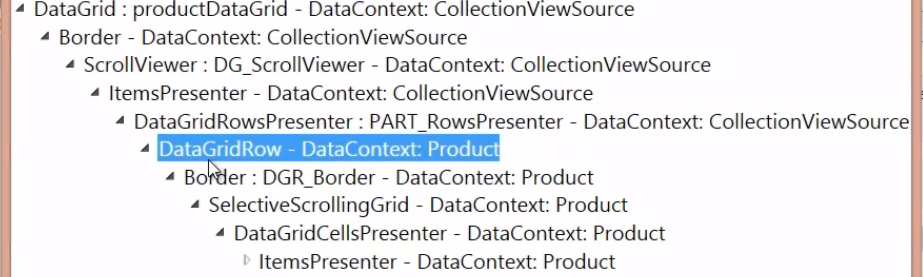 DataGrid : productDataGrid - DataContext: CollectionViewSource
Border - DataContext: CollectionViewSource
ScrollViewer : DG_ScrollViewer - DataContext: CollectionViewSource
ItemsPresenter - DataContext: CollectionViewSource
DataGridRowsPresenter : PART_RowsPresenter - DataContext: CollectionViewSource
DataGridRow - DataContext: Product
Border : DGR_Border - DataContext: Product
SelectiveScrollingGrid - DataContext: Product
DataGridCellsPresenter - DataContext: Product
ItemsPresenter - DataContext: Product